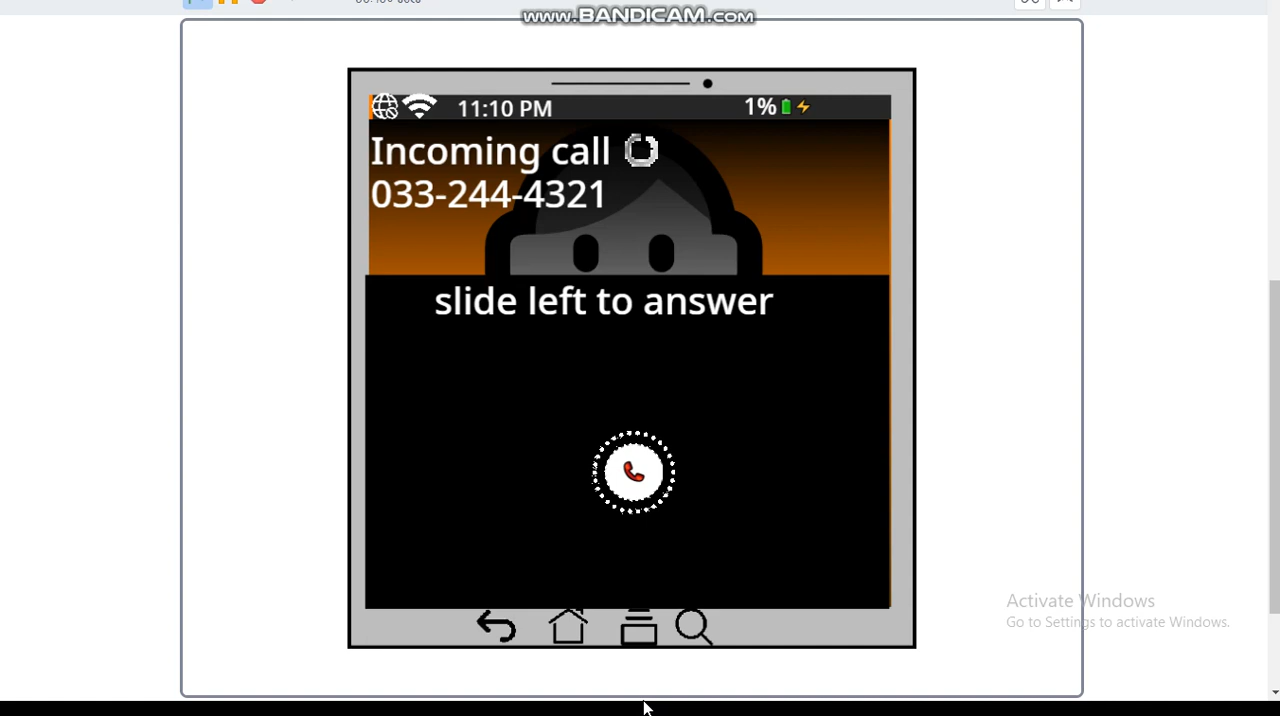 www.BANDICAM.com
11:10 PM 1%
Incoming call
033-244-4321
slide left to answer
Activate Windows
Go to Settings to activate Windows.